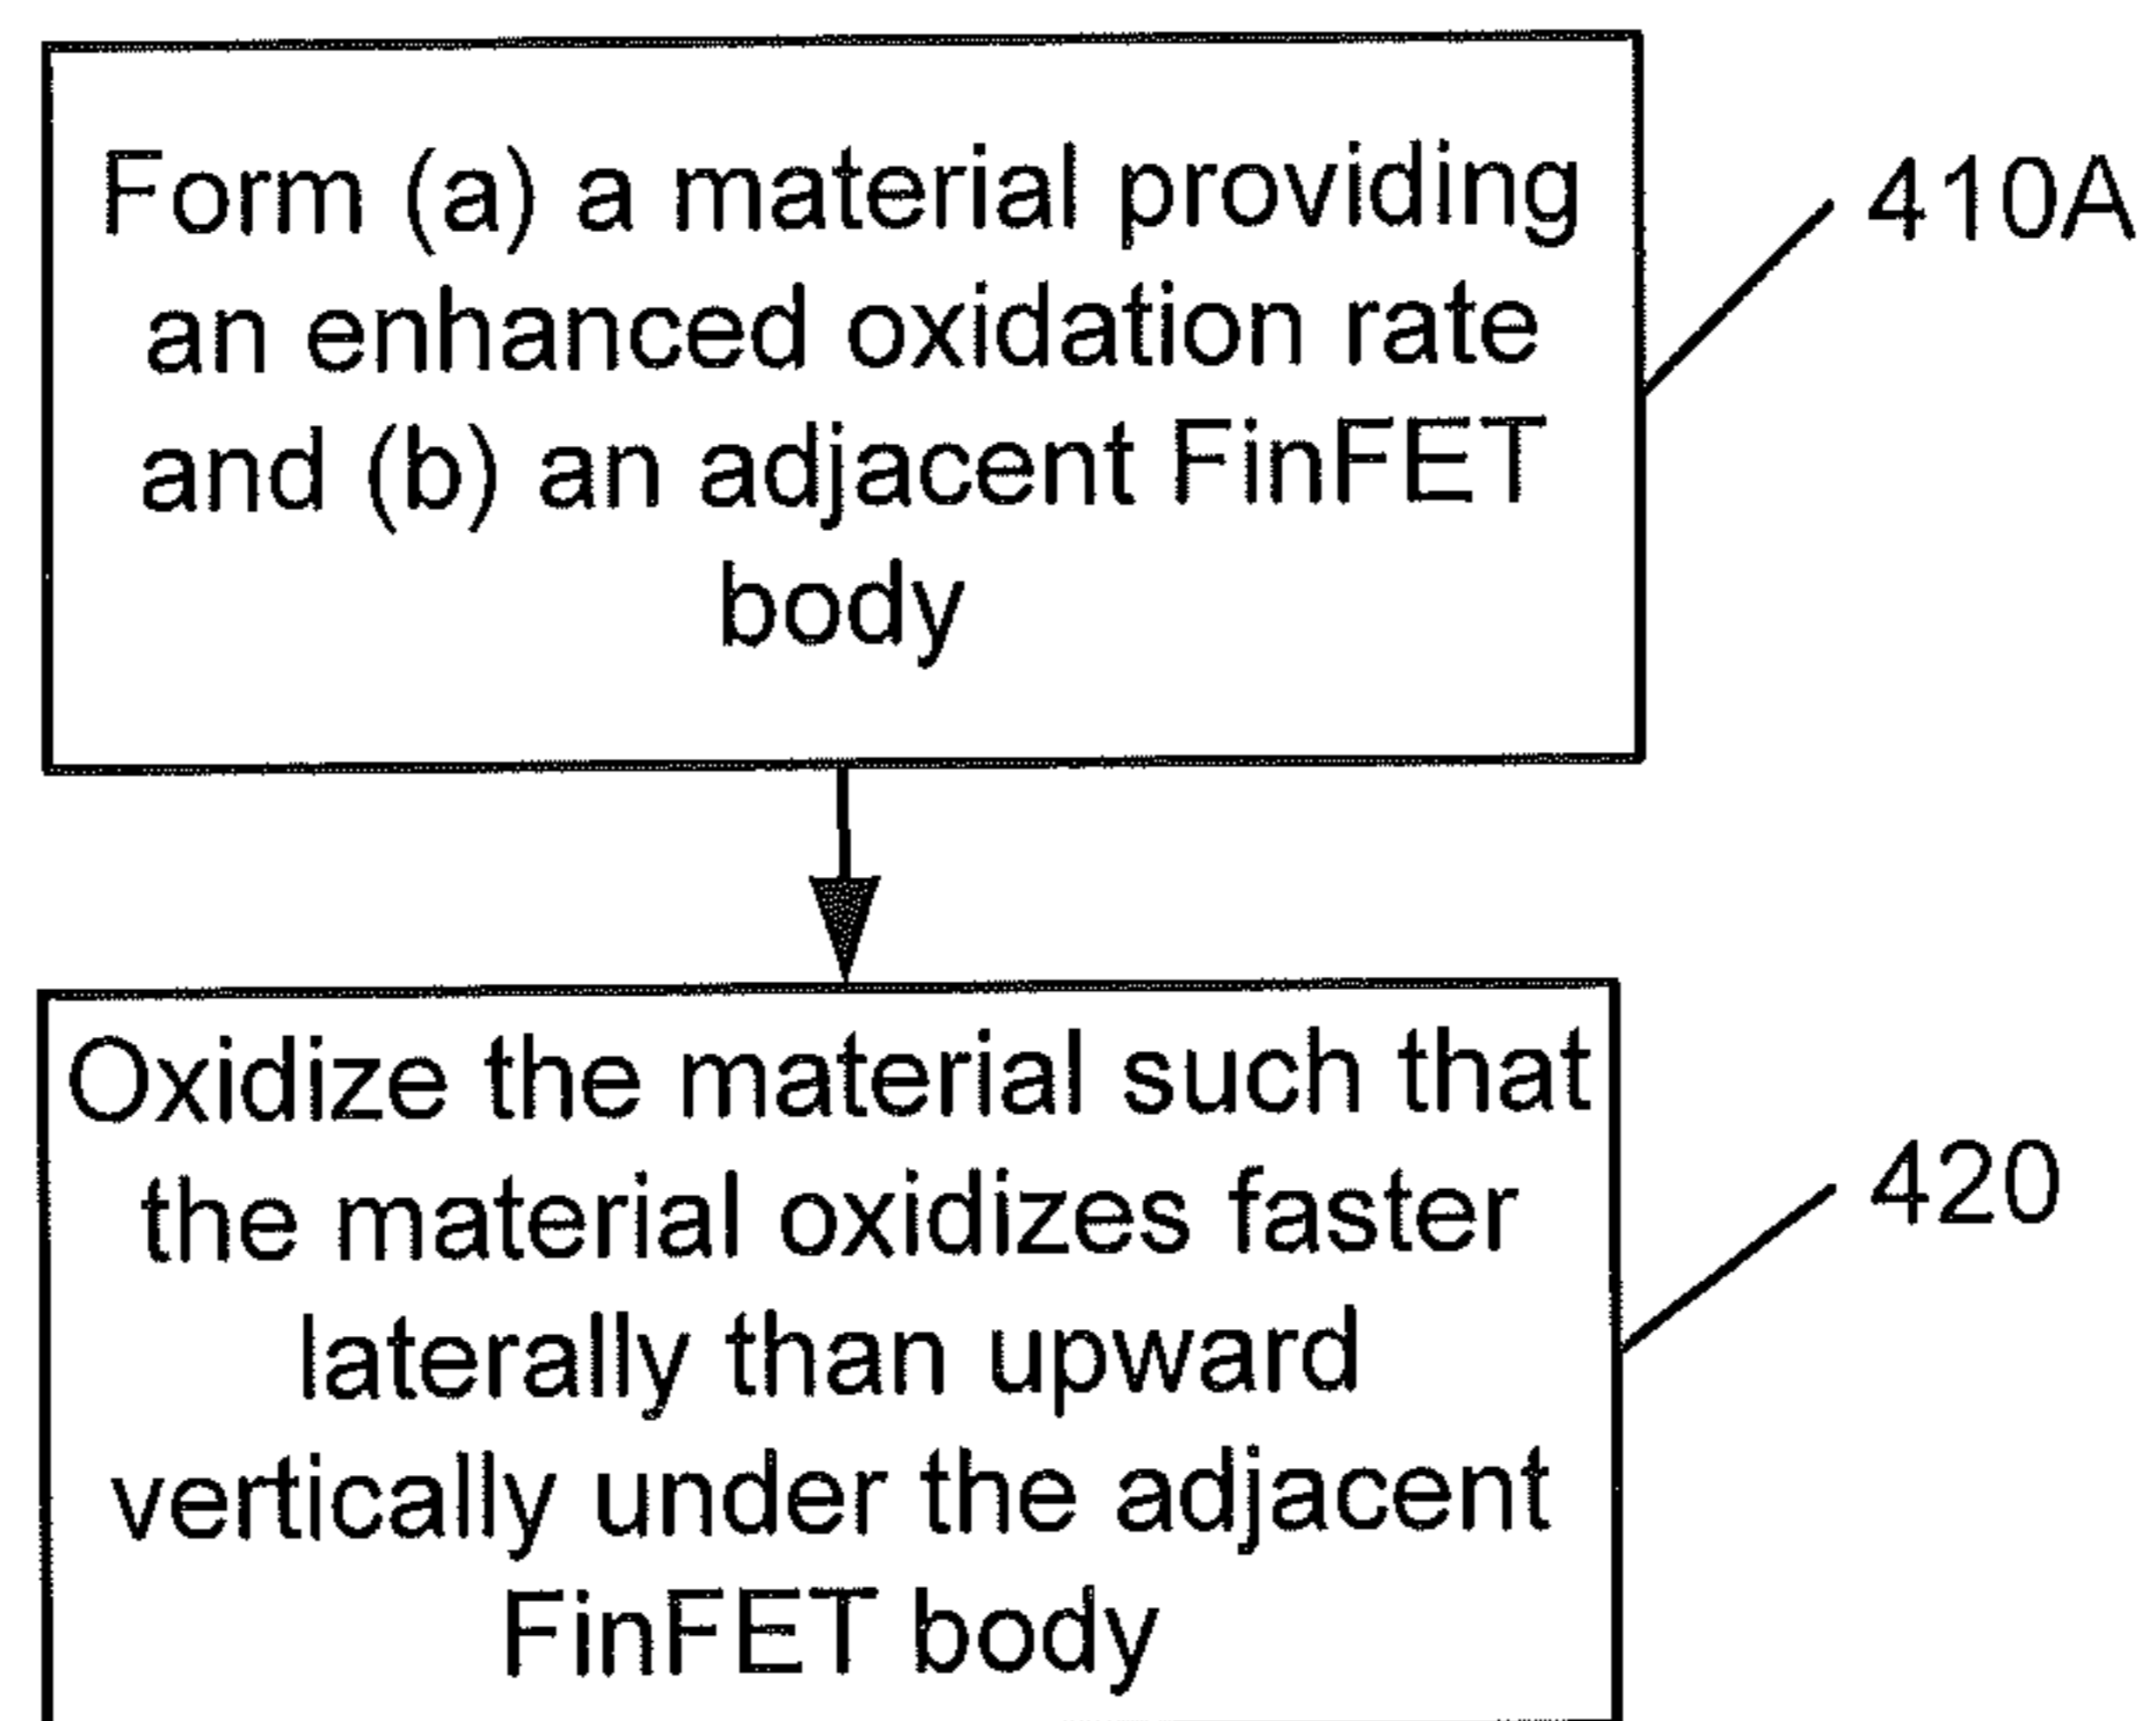 Form (a) a material providing
an enhanced oxidation rate
and (b) an adjacent FinFET
body
410A
Oxidize the material such that
the material oxidizes faster
laterally than upward
vertically under the adjacent
FinFET body
420